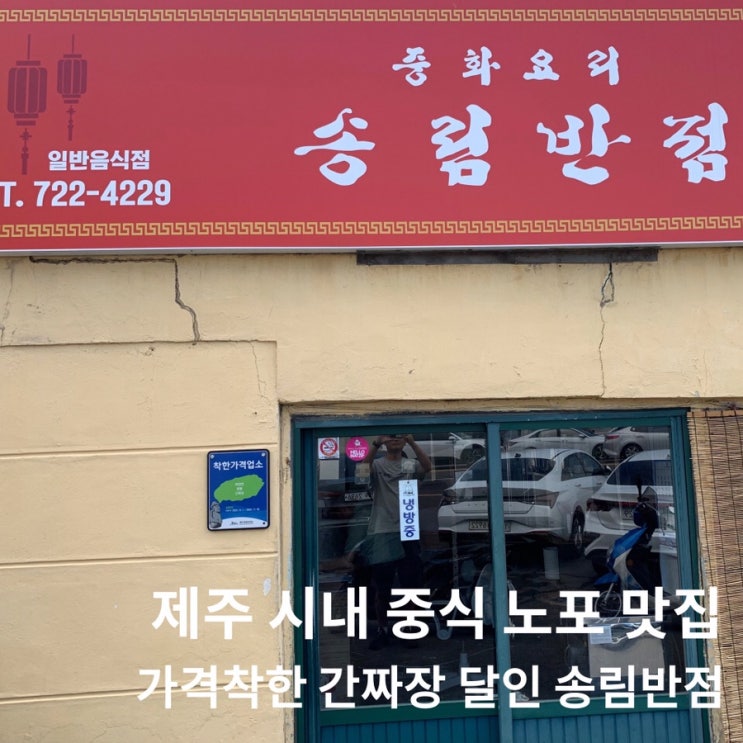 중화요리
송림반점
일반음식점
T. 722-4229
착한가격업소
냉방중
제주 시내 중식 노포 맛집
가격착한 간짜장 달인 송림반점